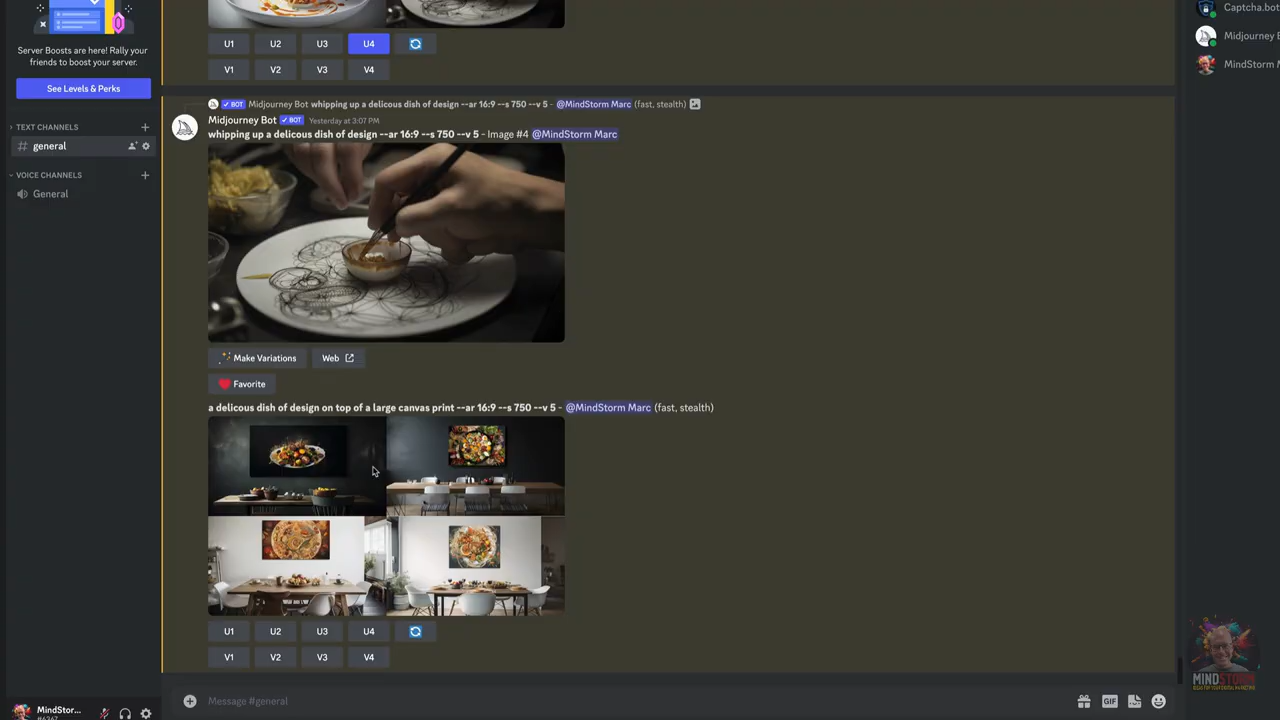 Server Boosts are here! Rally your
friends to boost your server.
See Levels & Perks
TEXT CHANNELS
general
VOICE CHANNELS
General
MindStor...
#6367
U1 U2 U3 U4
V1 V2 V3 V4
BOT Midjourney Bot whipping up a delicous dish of design --ar 16:9 --s 750 --v 5 - @MindStorm Marc (fast, stealth)
Midjourney Bot BOT Yesterday at 3:07 PM
whipping up a delicous dish of design --ar 16:9 --s 750 --v 5 - Image #4 @MindStorm Marc
Make Variations Web
Favorite
a delicous dish of design on top of a large canvas print --ar 16:9 --s 750 --v 5 - @MindStorm Marc (fast, stealth)
U1 U2 U3 U4
V1 V2 V3 V4
Message #general
GIF
Captcha.bot
Midjourney B
MindStorm M
MINDSTORM